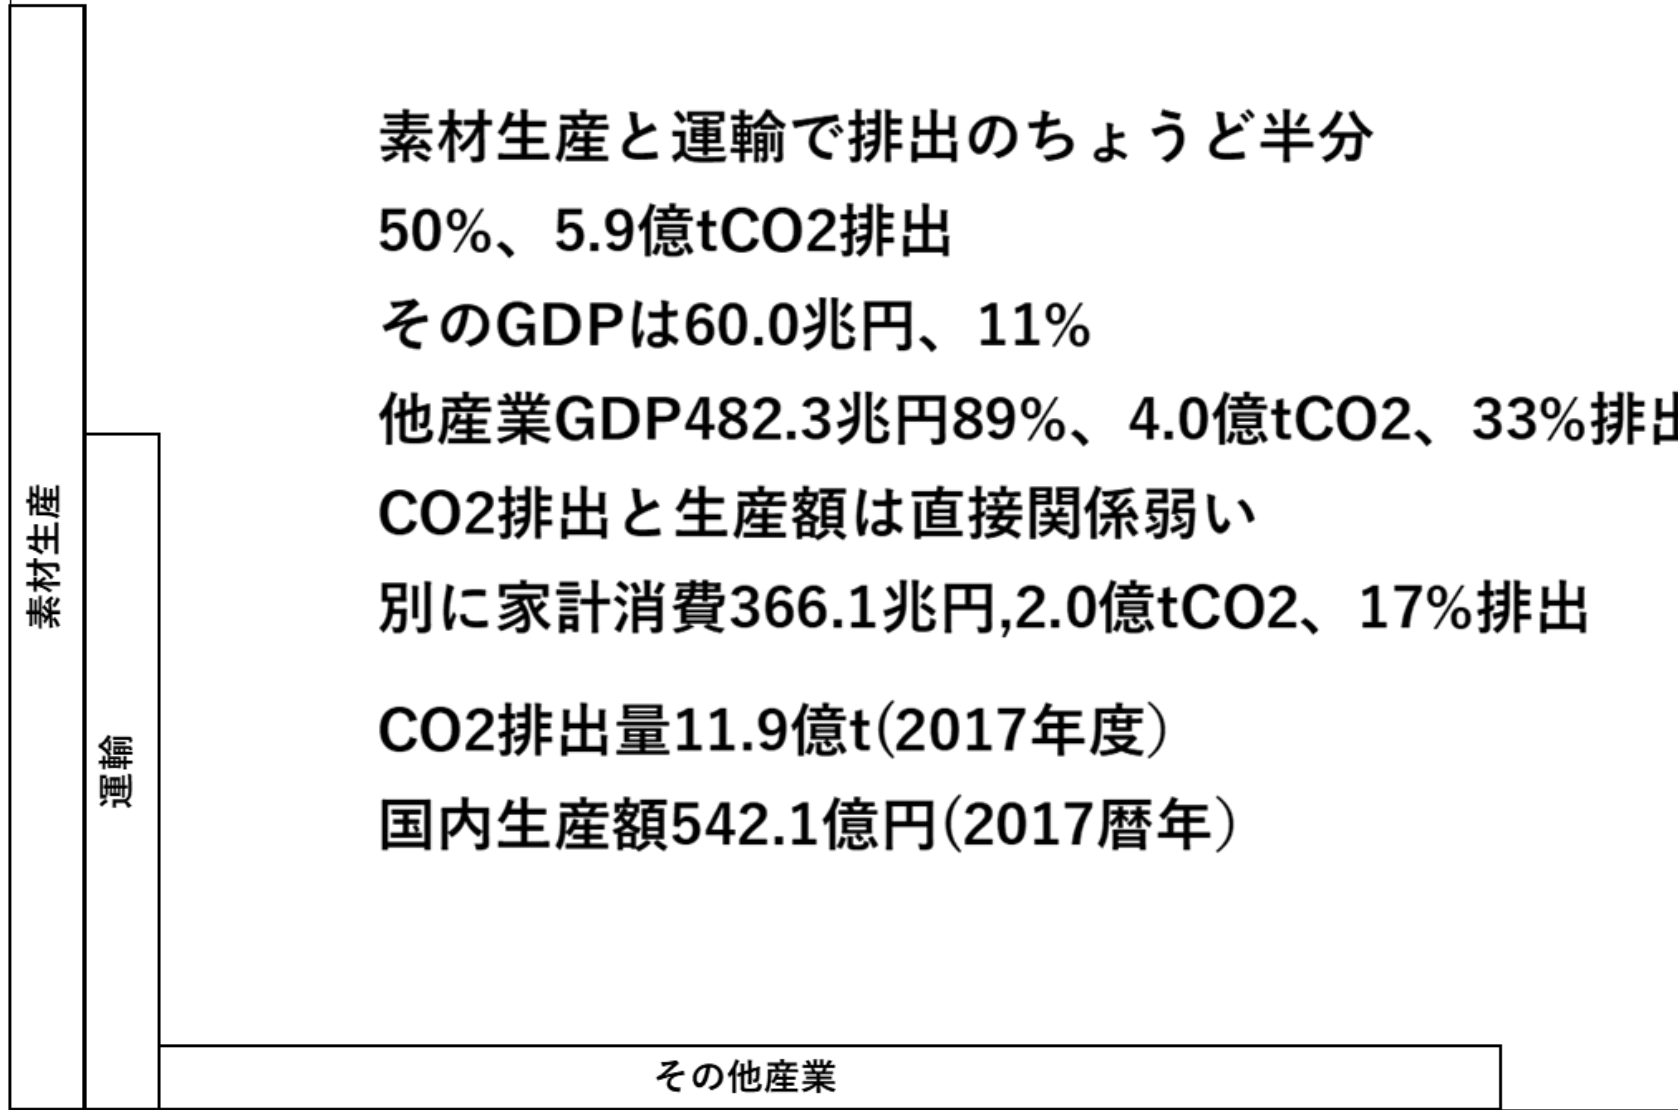 素材生産と運輸で排出のちょうど半分
50%、5.9億tCO2排出
そのGDPは60.0兆円、11%
他産業GDP482.3兆円89%、4.0億tCO2、33%排出
CO2排出と生産額は直接関係弱い
別に家計消費366.1兆円,2.0億tCO2、17%排出
CO2排出量11.9億t(2017年度)
国内生産額542.1億円(2017暦年)
素材生産
運輸
その他産業